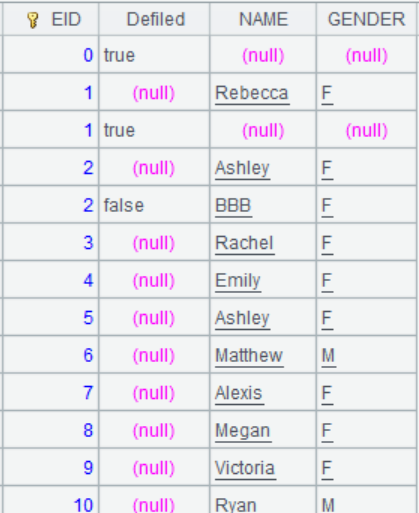 EID Defiled NAME GENDER
0 true (null) (null)
1 (null) Rebecca F
1 true (null) (null)
2 (null) Ashley F
2 false BBB F
3 (null) Rachel F
4 (null) Emily F
5 (null) Ashley F
6 (null) Matthew M
7 (null) Alexis F
8 (null) Megan F
9 (null) Victoria F
10 (null) Ryan M